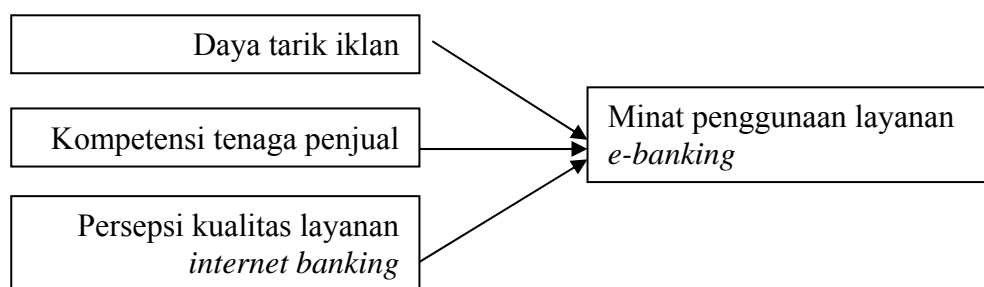 Daya tarik iklan
Kompetensi tenaga penjual
Persepsi kualitas layanan
internet banking
Minat penggunaan layanan
e-banking